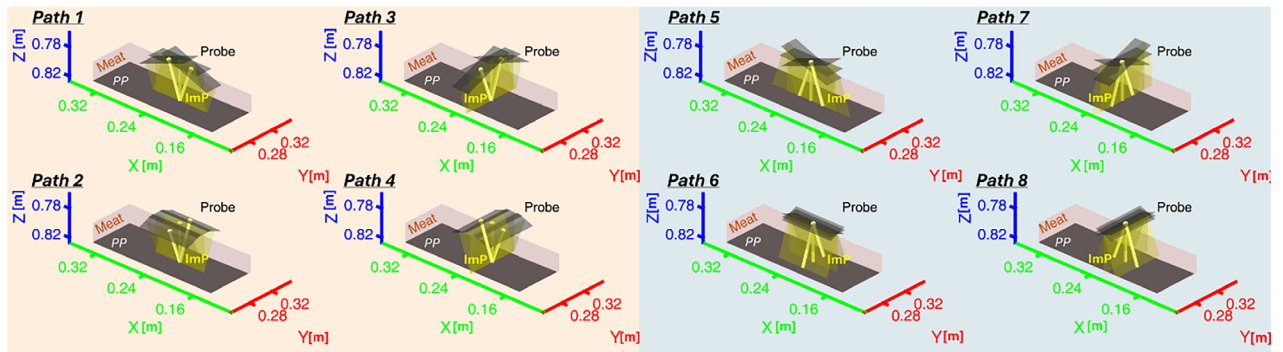 Path 1
Z [m]
0.78
0.82
Meat
PP
Probe
ImP
0.32
0.24
0.16
X [m]
0.32
0.28
Y[m]
Path 3
Z [m]
0.78
0.82
Meat
PP
Probe
ImP
0.32
0.24
0.16
X [m]
0.32
0.28
Y[m]
Path 5
Z[m]
0.78
0.82
Meat
PP
Probe
ImP
0.32
0.24
0.16
X [m]
0.32
0.28
Y[m]
Path 7
Z[m]
0.78
0.82
Meat
PP
Probe
ImP
0.32
0.24
0.16
X [m]
0.32
0.28
Y[m]
Path 2
Z [m]
0.78
0.82
Meat
PP
Probe
ImP
0.32
0.24
0.16
X [m]
0.32
0.28
Y[m]
Path 4
Z [m]
0.78
0.82
Meat
PP
Probe
ImP
0.32
0.24
0.16
X [m]
0.32
0.28
Y[m]
Path 6
Z[m]
0.78
0.82
Meat
PP
Probe
ImP
0.32
0.24
0.16
X [m]
0.32
0.28
Y[m]
Path 8
Z[m]
0.78
0.82
Meat
PP
Probe
ImP
0.32
0.24
0.16
X [m]
0.32
0.28
Y[m]